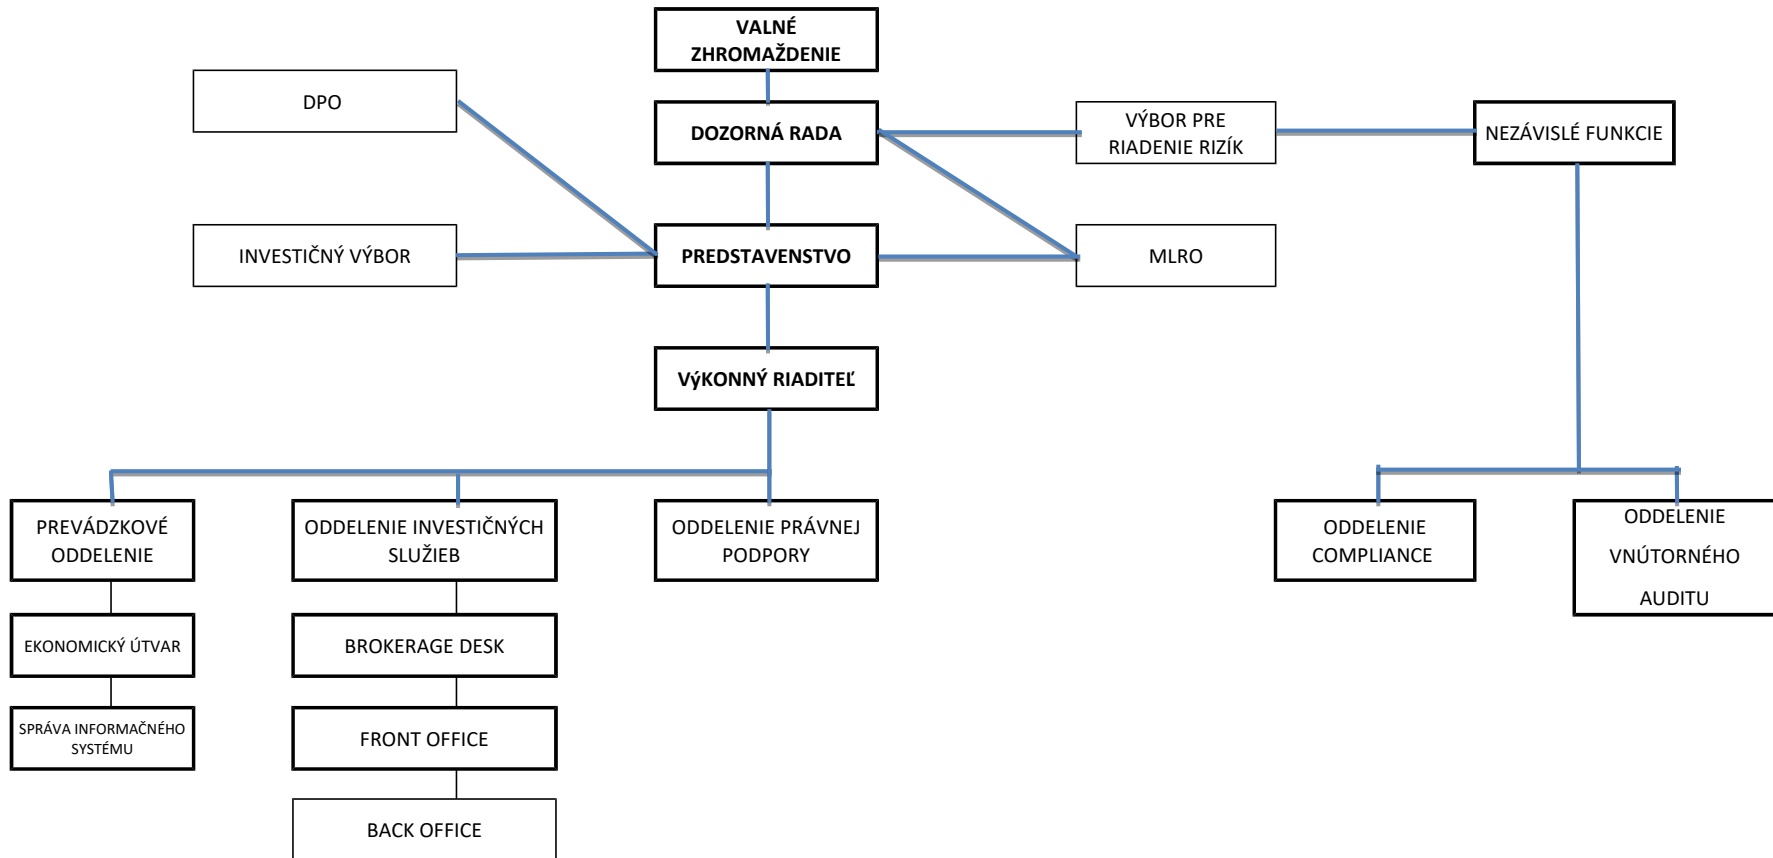 VALNÉ
ZHROMAŽDENIE
DPO
DOZORNÁ RADA
VÝBOR PRE
RIADENIE RIZÍK
NEZÁVISLÉ FUNKCIE
INVESTIČNÝ VÝBOR
PREDSTAVENSTVO
MLRO
VýKONNÝ RIADITEĽ
PREVÁDZKOVÉ
ODDELENIE
ODDELENIE INVESTIČNÝCH
SLUŽIEB
ODDELENIE PRÁVNEJ
PODPORY
ODDELENIE
COMPLIANCE
ODDELENIE
VNÚTORNÉHO
AUDITU
EKONOMICKÝ ÚTVAR
BROKERAGE DESK
SPRÁVA INFORMAČNÉHO
SYSTÉMU
FRONT OFFICE
BACK OFFICE